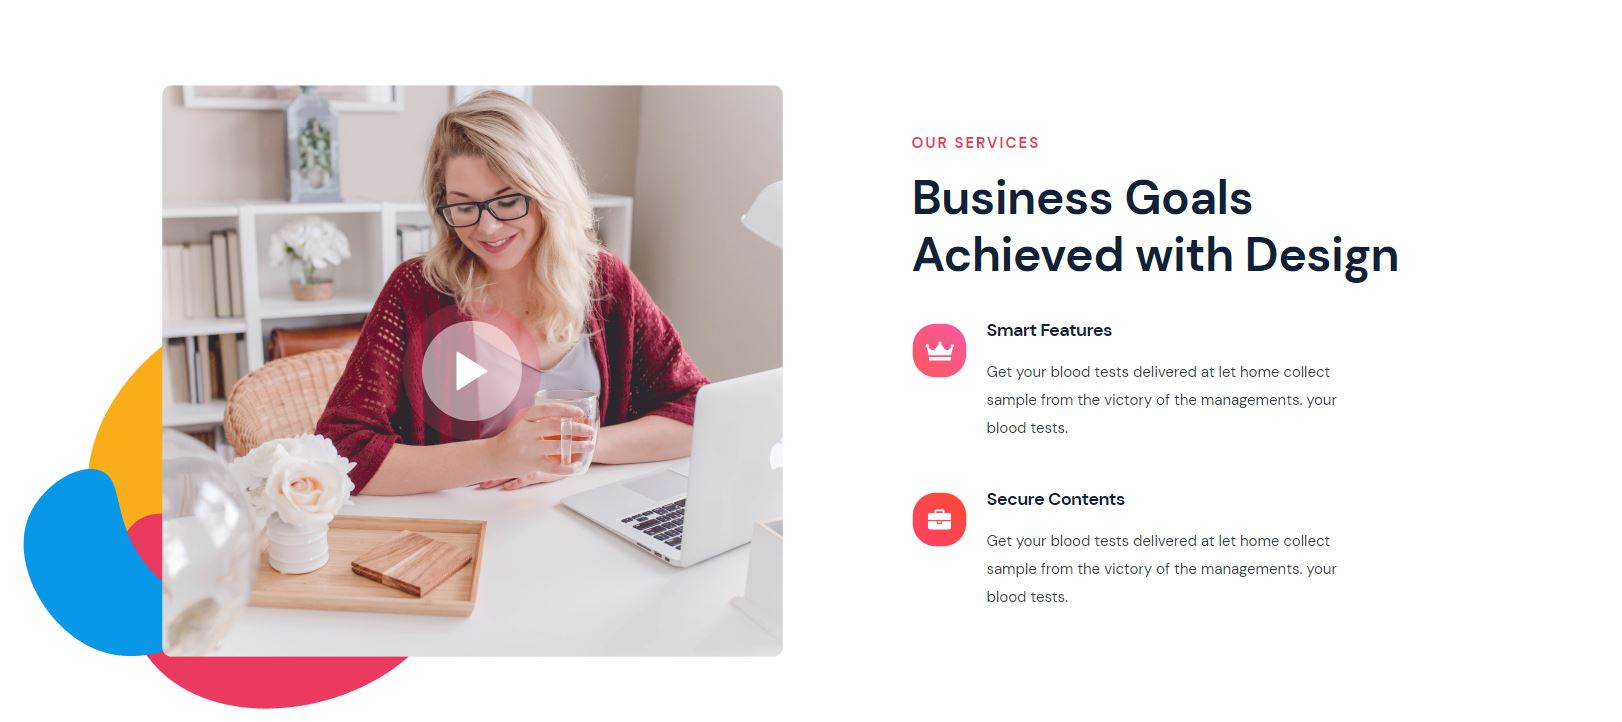 OUR SERVICES
Business Goals
Achieved with Design
Smart Features
Get your blood tests delivered at let home collect
sample from the victory of the managements. your
blood tests.
Secure Contents
Get your blood tests delivered at let home collect
sample from the victory of the managements. your
blood tests.